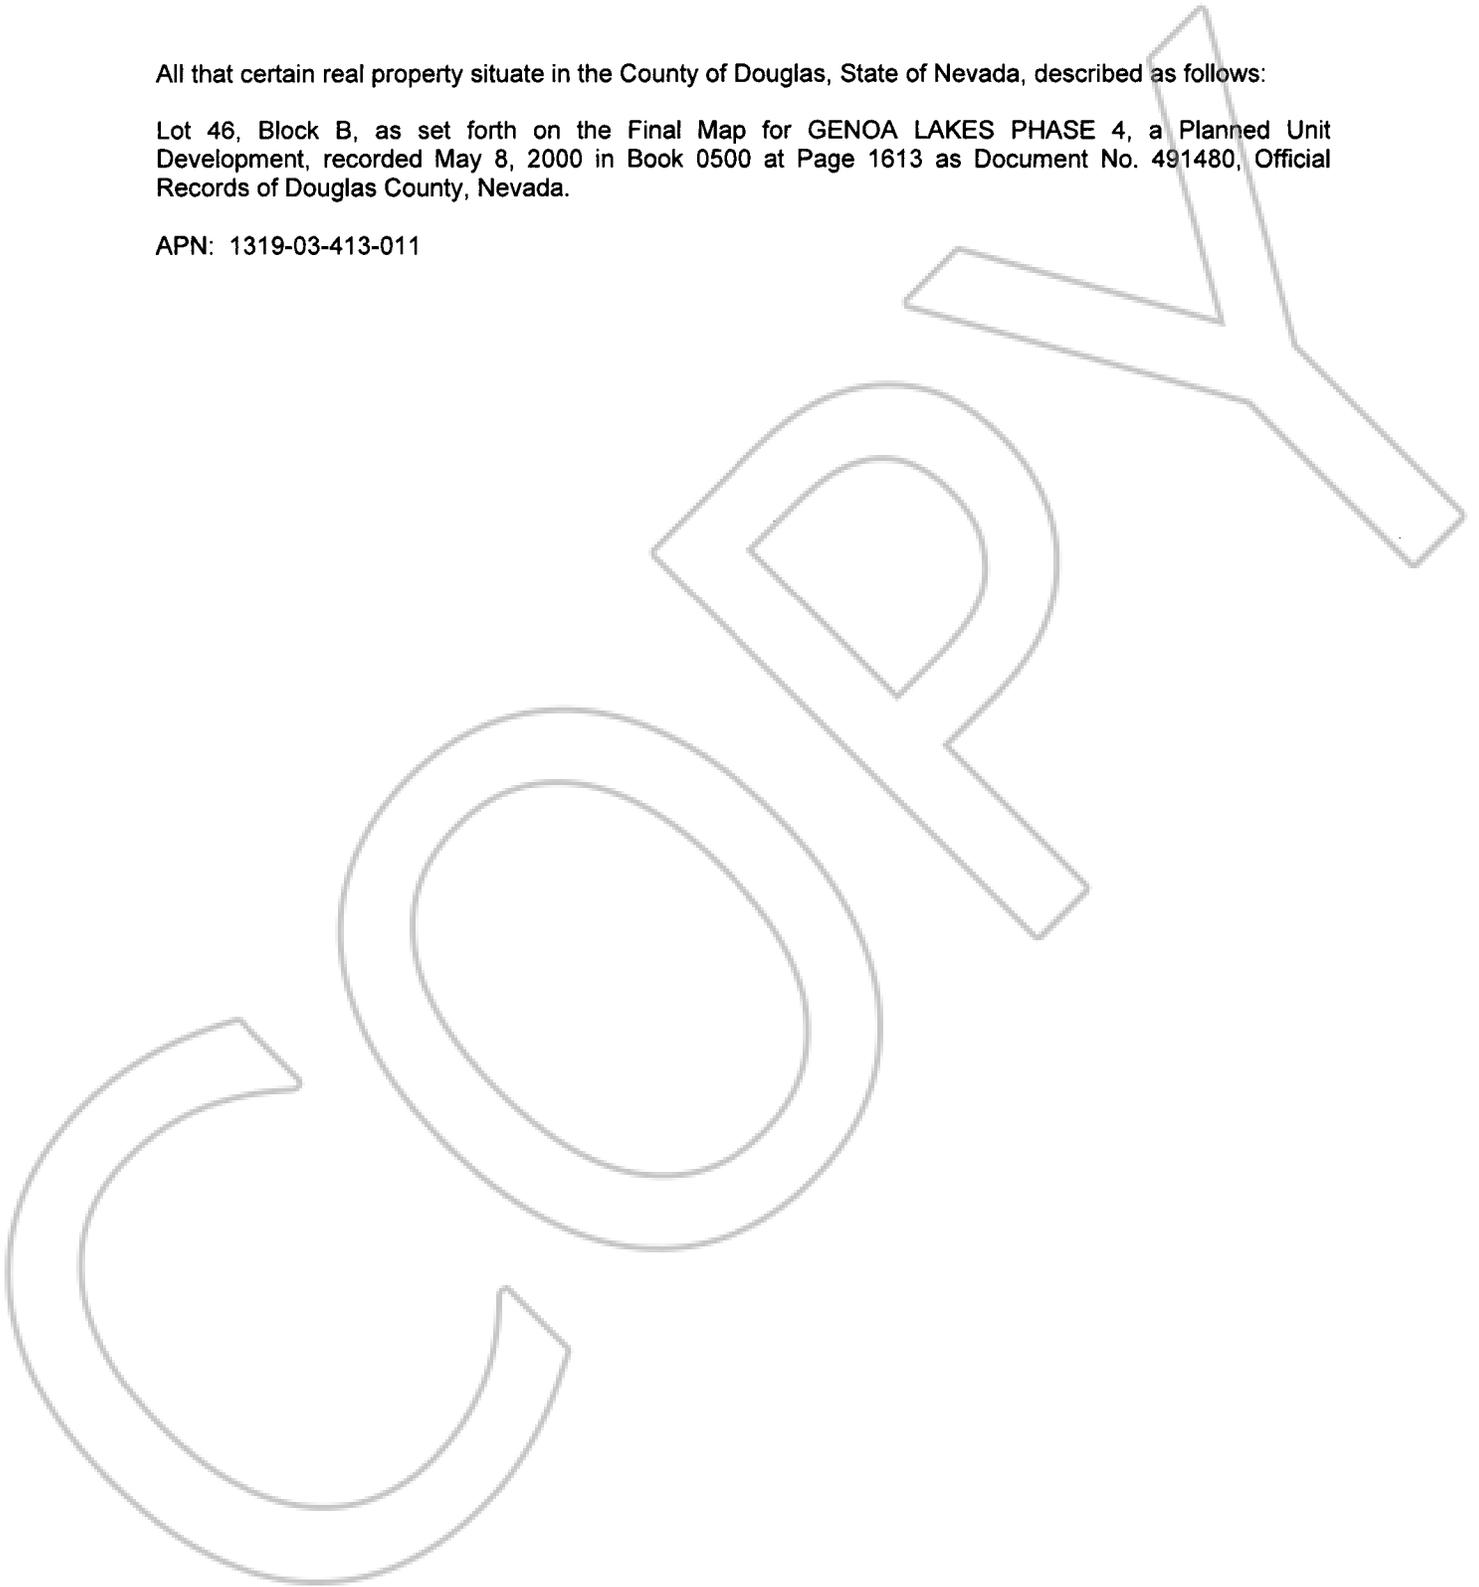 All that certain real property situate in the County of Douglas, State of Nevada, described as follows:
Lot 46, Block B, as set forth on the Final Map for GENOA LAKES PHASE 4, a Planned Unit
Development, recorded May 8, 2000 in Book 0500 at Page 1613 as Document No. 491480, Official
Records of Douglas County, Nevada.
APN: 1319-03-413-011
COPY